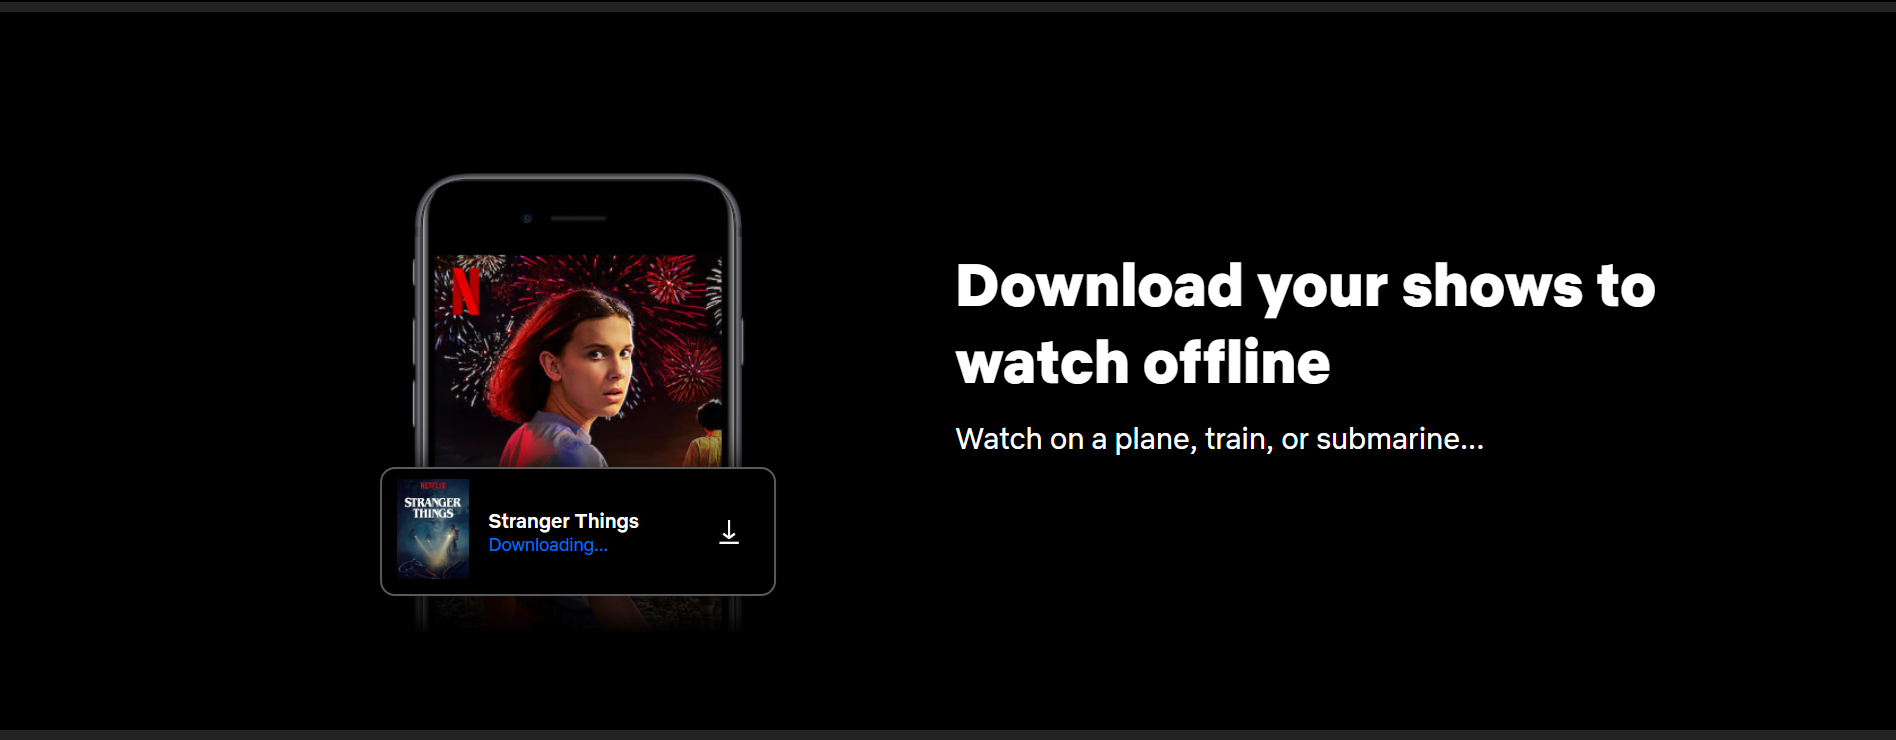 Download your shows to
watch offline
Watch on a plane, train, or submarine...
N
NETFLIX
STRANGER
THINGS
Stranger Things
Downloading...